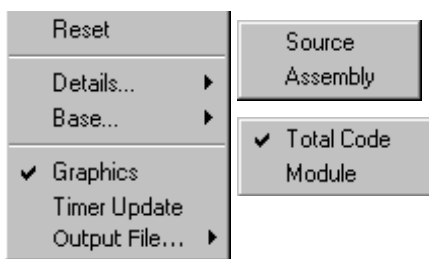 Reset
Details...
Base...
Graphics
Timer Update
Output File...
Source
Assembly
Total Code
Module